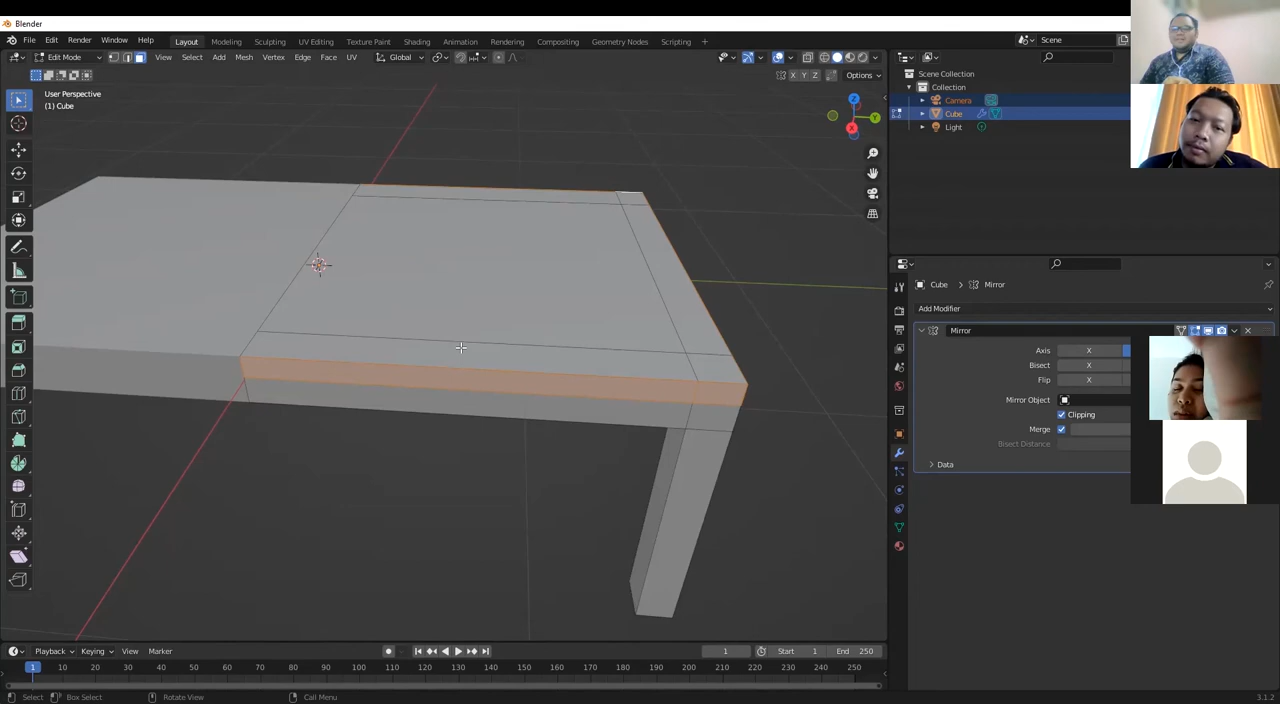 Blender
File Edit Render Window Help
Layout Modeling Sculpting UV Editing Texture Paint Shading Animation Rendering Compositing Geometry Nodes Scripting +
Scene
Edit Mode View Select Add Mesh Vertex Edge Face UV Global
X Y Z Options
User Perspective
(1) Cube
Z
Y
X
Scene Collection
Collection
Camera
Cube
Light
Cube > Mirror
Add Modifier
Mirror
Axis X
Bisect X
Flip X
Mirror Object
Clipping
Merge
Bisect Distance
Data
Playback Keying View Marker 1 Start 1 End 250
1 10 20 30 40 50 60 70 80 90 100 110 120 130 140 150 160 170 180 190 200 210 220 230 240 250
Select Box Select Rotate View Call Menu 3.1.2